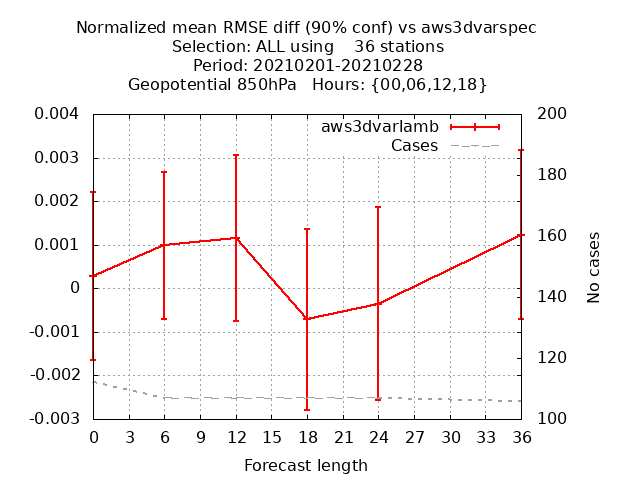 Normalized mean RMSE diff (90% conf) vs aws3dvarspec
Selection: ALL using    36 stations
Period: 20210201-20210228
Geopotential 850hPa   Hours: {00,06,12,18}
aws3dvarlamb
Cases
0.004
0.003
0.002
0.001
0
-0.001
-0.002
-0.003
200
180
160
140
120
100
No cases
0 3 6 9 12 15 18 21 24 27 30 33 36
Forecast length